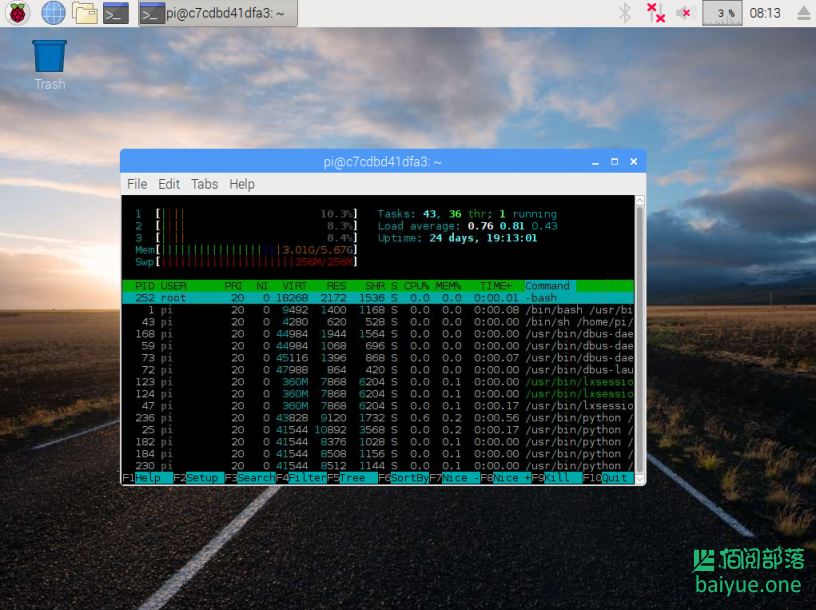 pi@c7cdbd41dfa3: ~
3 %
08:13
Trash
pi@c7cdbd41dfa3: ~
File Edit Tabs Help
1 [|||| 10.3%] Tasks: 43, 36 thr; 1 running
2 [|||| 8.3%] Load average: 0.76 0.81 0.43
3 [|||| 8.4%] Uptime: 24 days, 19:13:01
Mem[||||||||||||||||||||3.01G/5.67G]
Swp[||||||||||||||||||||||256M/256M]
PID USER PRI NI VIRT RES SHR S CPU% MEM% TIME+ Command
252 root 20 0 18268 2172 1536 S 0.0 0.0 0:00.01 -bash
1 pi 20 0 9492 1400 1168 S 0.0 0.0 0:00.08 /bin/bash /usr/bi
43 pi 20 0 4280 620 528 S 0.0 0.0 0:00.00 /bin/sh /home/pi/
168 pi 20 0 44984 1944 1564 S 0.0 0.0 0:00.00 /usr/bin/dbus-dae
59 pi 20 0 44984 1068 696 S 0.0 0.0 0:00.00 /usr/bin/dbus-dae
73 pi 20 0 45116 1396 868 S 0.0 0.0 0:00.07 /usr/bin/dbus-dae
72 pi 20 0 47988 864 420 S 0.0 0.0 0:00.00 /usr/bin/dbus-lau
123 pi 20 0 360M 7868 6204 S 0.0 0.1 0:00.00 /usr/bin/lxsessio
124 pi 20 0 360M 7868 6204 S 0.0 0.1 0:00.00 /usr/bin/lxsessio
47 pi 20 0 360M 7868 6204 S 0.0 0.1 0:00.17 /usr/bin/lxsessio
236 pi 20 0 43828 9120 1732 S 0.6 0.2 0:00.56 /usr/bin/python /
25 pi 20 0 41544 10892 3568 S 0.0 0.2 0:00.17 /usr/bin/python /
182 pi 20 0 41544 8376 1028 S 0.0 0.1 0:00.00 /usr/bin/python /
184 pi 20 0 41544 8508 1156 S 0.0 0.1 0:00.00 /usr/bin/python /
230 pi 20 0 41544 8512 1144 S 0.0 0.1 0:00.00 /usr/bin/python /
F1Help F2Setup F3SearchF4FilterF5Tree F6SortByF7Nice -F8Nice +F9Kill F10Quit
佰阅部落
baiyue.one